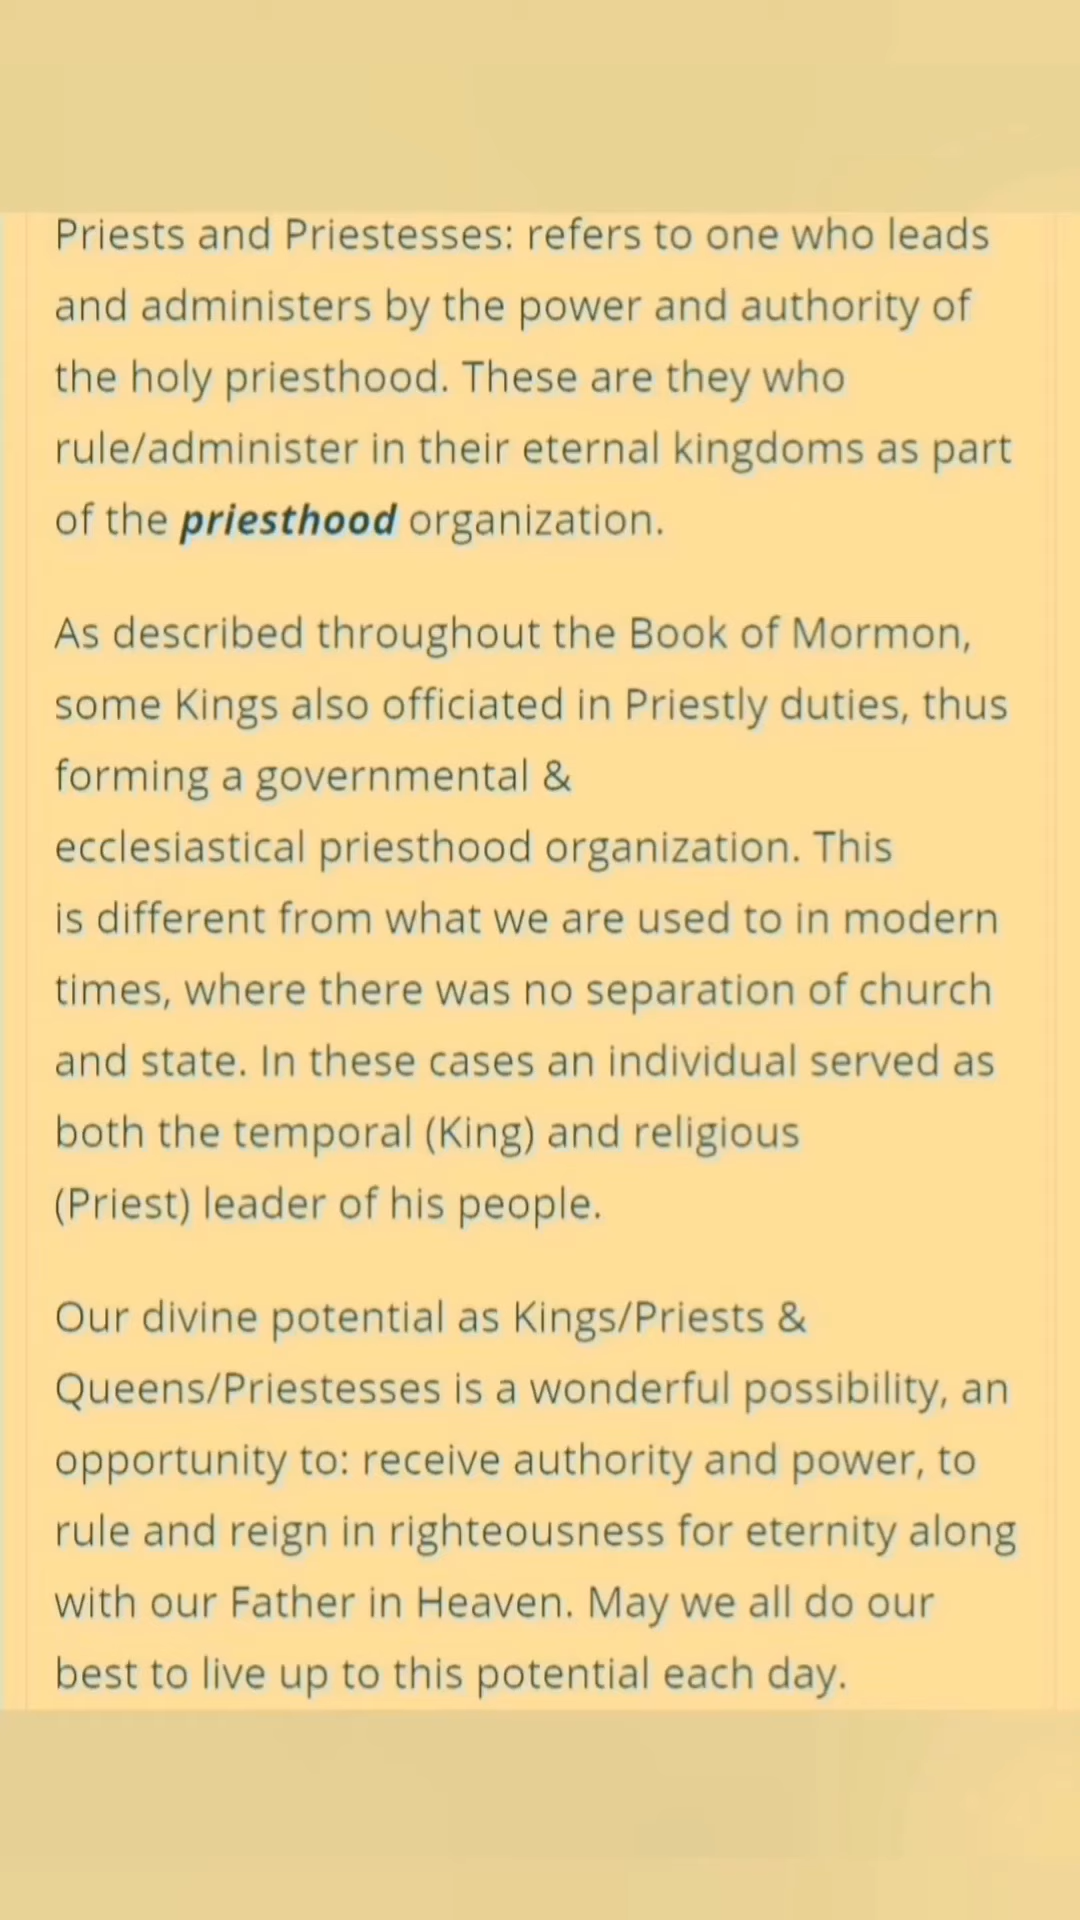 Priests and Priestesses: refers to one who leads
and administers by the power and authority of
the holy priesthood. These are they who
rule/administer in their eternal kingdoms as part
of the priesthood organization.
As described throughout the Book of Mormon,
some Kings also officiated in Priestly duties, thus
forming a governmental &
ecclesiastical priesthood organization. This
is different from what we are used to in modern
times, where there was no separation of church
and state. In these cases an individual served as
both the temporal (King) and religious
(Priest) leader of his people.
Our divine potential as Kings/Priests &
Queens/Priestesses is a wonderful possibility, an
opportunity to: receive authority and power, to
rule and reign in righteousness for eternity along
with our Father in Heaven. May we all do our
best to live up to this potential each day.